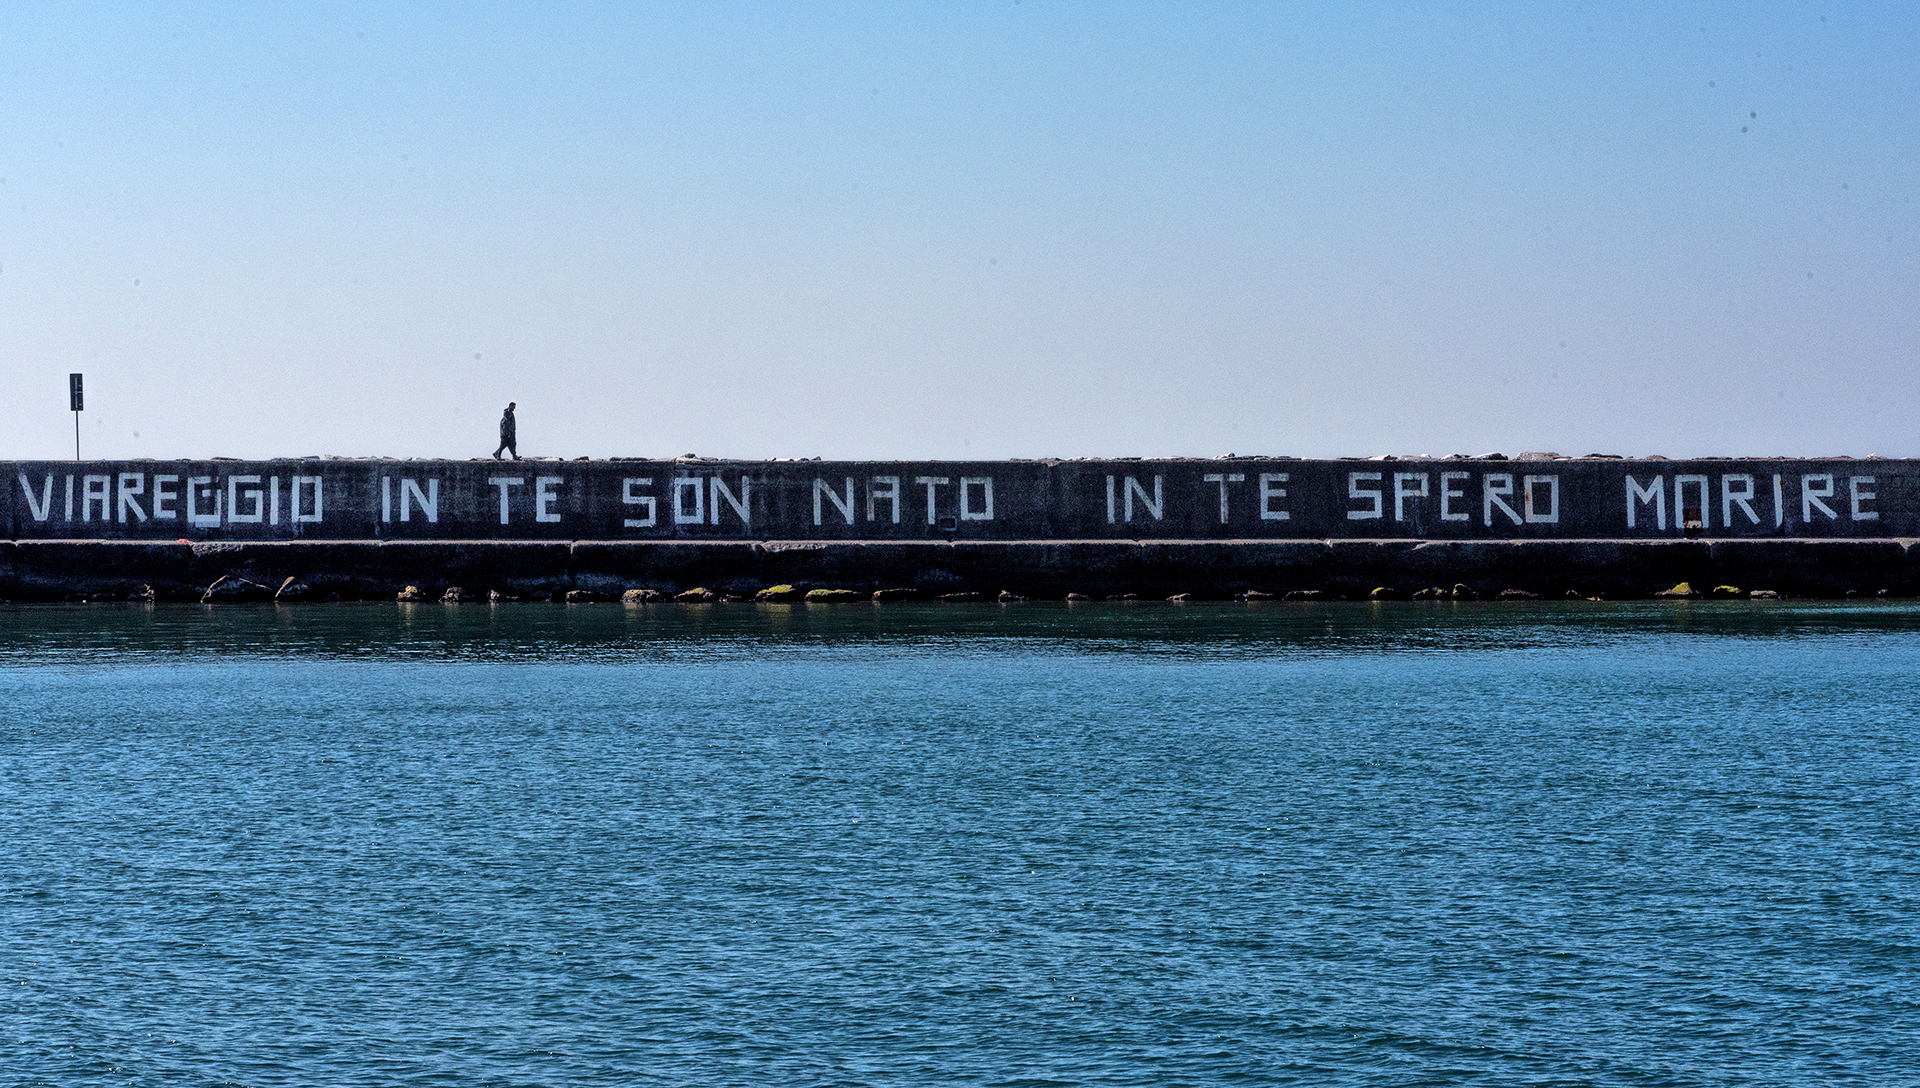 VIAREGGIO IN TE SON NATO IN TE SPERO MORIRE